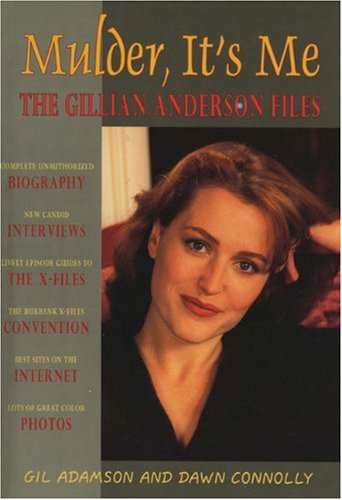 Mulder, It's Me
THE GILLIAN ANDERSON FILES
COMPLETE UNAUTHORIZED
BIOGRAPHY
NEW CANDID
INTERVIEWS
LIVELY EPISODE GUIDES TO
THE X-FILES
THE BURBANK X-FILES
CONVENTION
BEST SITES ON THE
INTERNET
LOTS OF GREAT COLOR
PHOTOS
GIL ADAMSON AND DAWN CONNOLLY